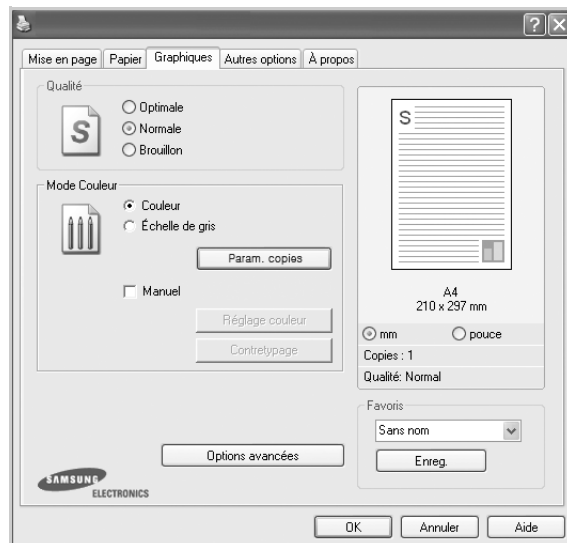 Mise en page Papier Graphiques Autres options À propos
Qualité
S
Optimale
Normale
Brouillon
Mode Couleur
Couleur
Échelle de gris
Param. copies
Manuel
Réglage couleur
Contretypage
Options avancées
SAMSUNG
ELECTRONICS
S
A4
210 x 297 mm
mm pouce
Copies : 1
Qualité: Normal
Favoris
Sans nom
Enreg.
OK Annuler Aide